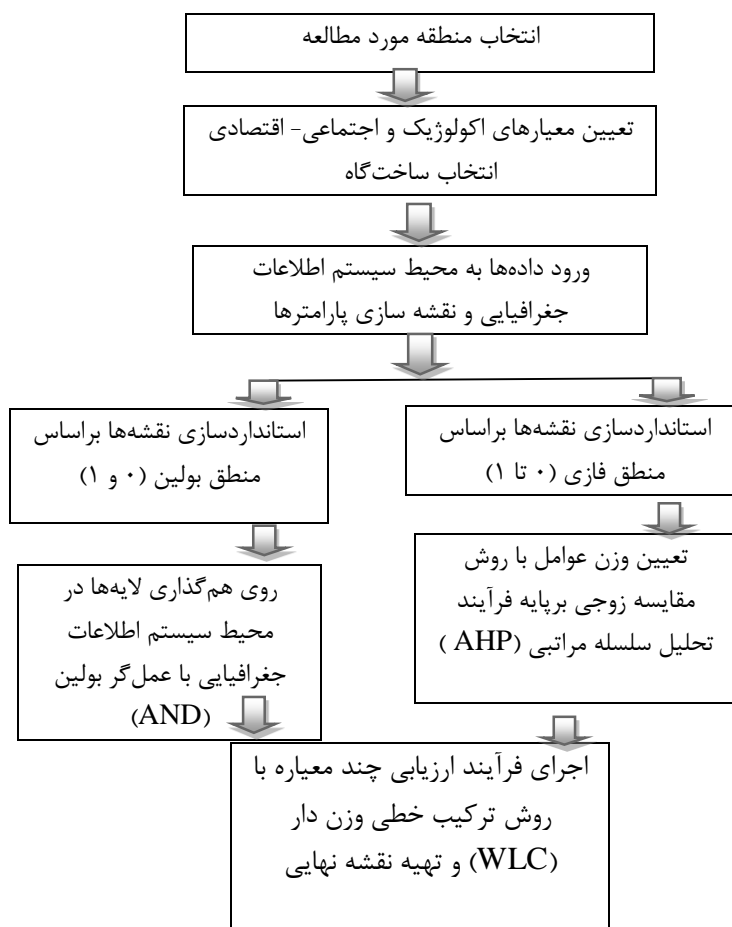 انتخاب منطقه مورد مطالعه
تعیین معیارهای اکولوژیک و اجتماعی- اقتصادی
انتخاب ساخت‌گاه
ورود داده‌ها به محیط سیستم اطلاعات
جغرافیایی و نقشه سازی پارامترها
استانداردسازی نقشه‌ها براساس
منطق فازی (۰ تا ۱)
استانداردسازی نقشه‌ها براساس
منطق بولین (۰ و ۱)
تعیین وزن عوامل با روش
مقایسه زوجی برپایه فرآیند
تحلیل سلسله مراتبی (AHP )
روی هم‌گذاری لایه‌ها در
محیط سیستم اطلاعات
جغرافیایی با عمل‌گر بولین
(AND)
اجرای فرآیند ارزیابی چند معیاره با
روش ترکیب خطی وزن دار
(WLC) و تهیه نقشه نهایی